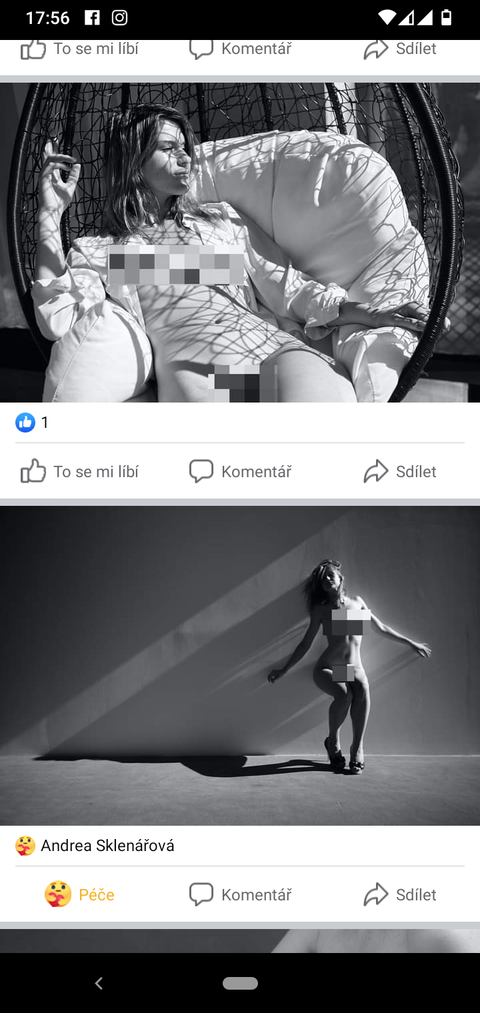 17:56
To se mi líbí Komentář Sdílet
1
To se mi líbí Komentář Sdílet
Andrea Sklenářová
Péče Komentář Sdílet